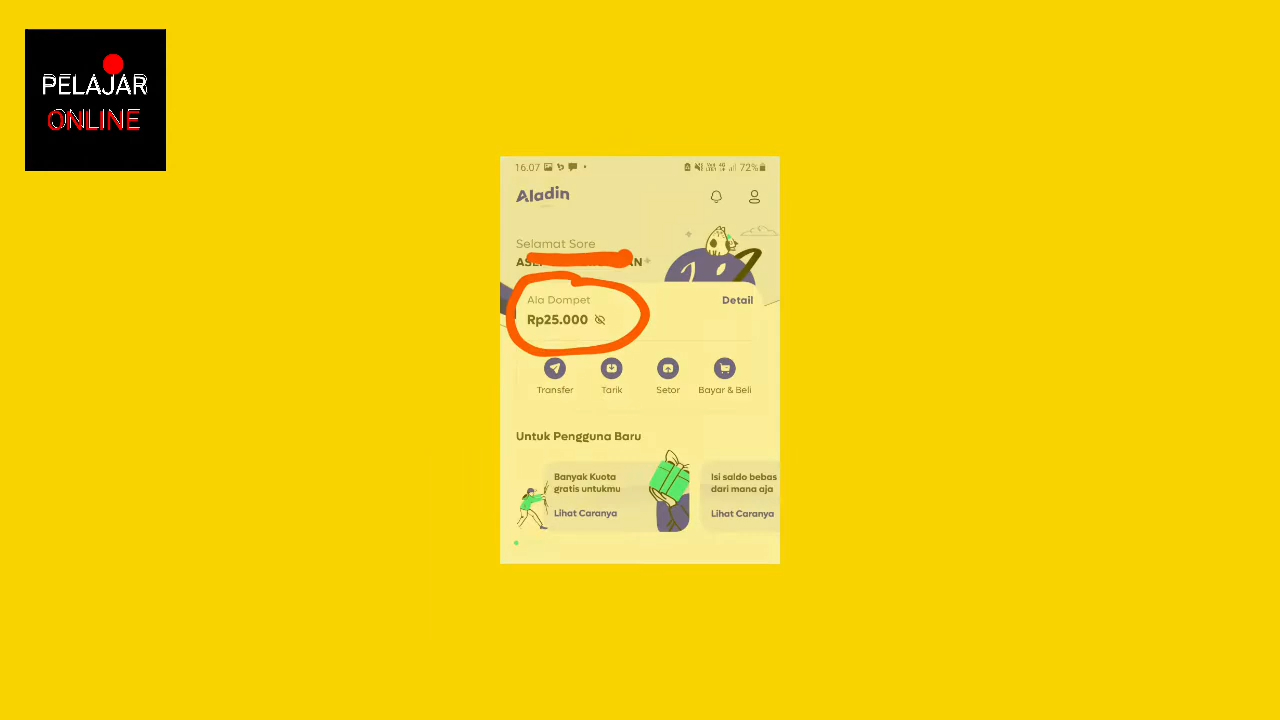 PELAJAR
ONLINE
16.07
72%
Aladin
Selamat Sore
Ala Dompet
Detail
Rp25.000
Transfer
Tarik
Setor
Bayar & Beli
Untuk Pengguna Baru
Banyak Kuota
gratis untukmu
Lihat Caranya
Isi saldo bebas
dari mana aja
Lihat Caranya